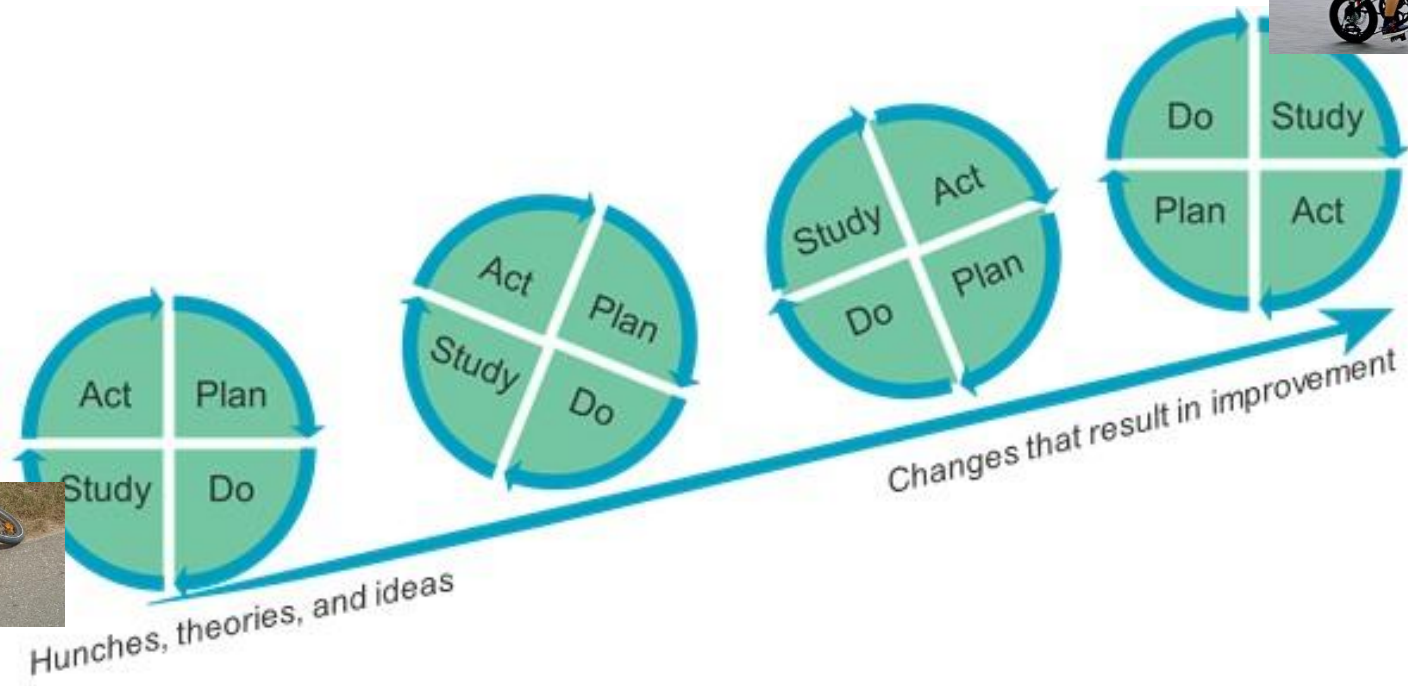 Act Plan
Study Do
Act Plan
Study Do
Study Act
Do Plan
Do Study
Plan Act
Hunches, theories, and ideas
Changes that result in improvement